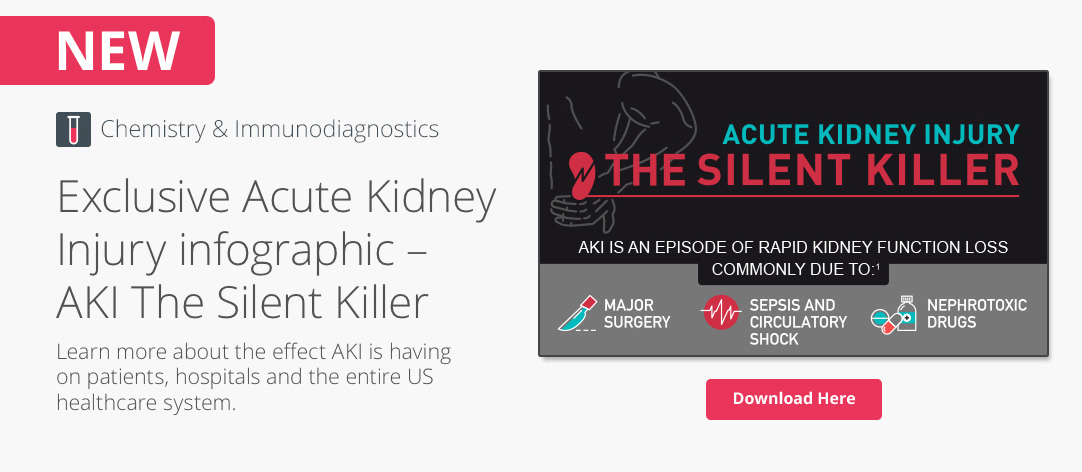 NEW
Chemistry & Immunodiagnostics
Exclusive Acute Kidney
Injury infographic –
AKI The Silent Killer
Learn more about the effect AKI is having
on patients, hospitals and the entire US
healthcare system.
ACUTE KIDNEY INJURY
THE SILENT KILLER
AKI IS AN EPISODE OF RAPID KIDNEY FUNCTION LOSS
COMMONLY DUE TO:¹
MAJOR
SURGERY
SEPSIS AND
CIRCULATORY
SHOCK
NEPHROTOXIC
DRUGS
Download Here